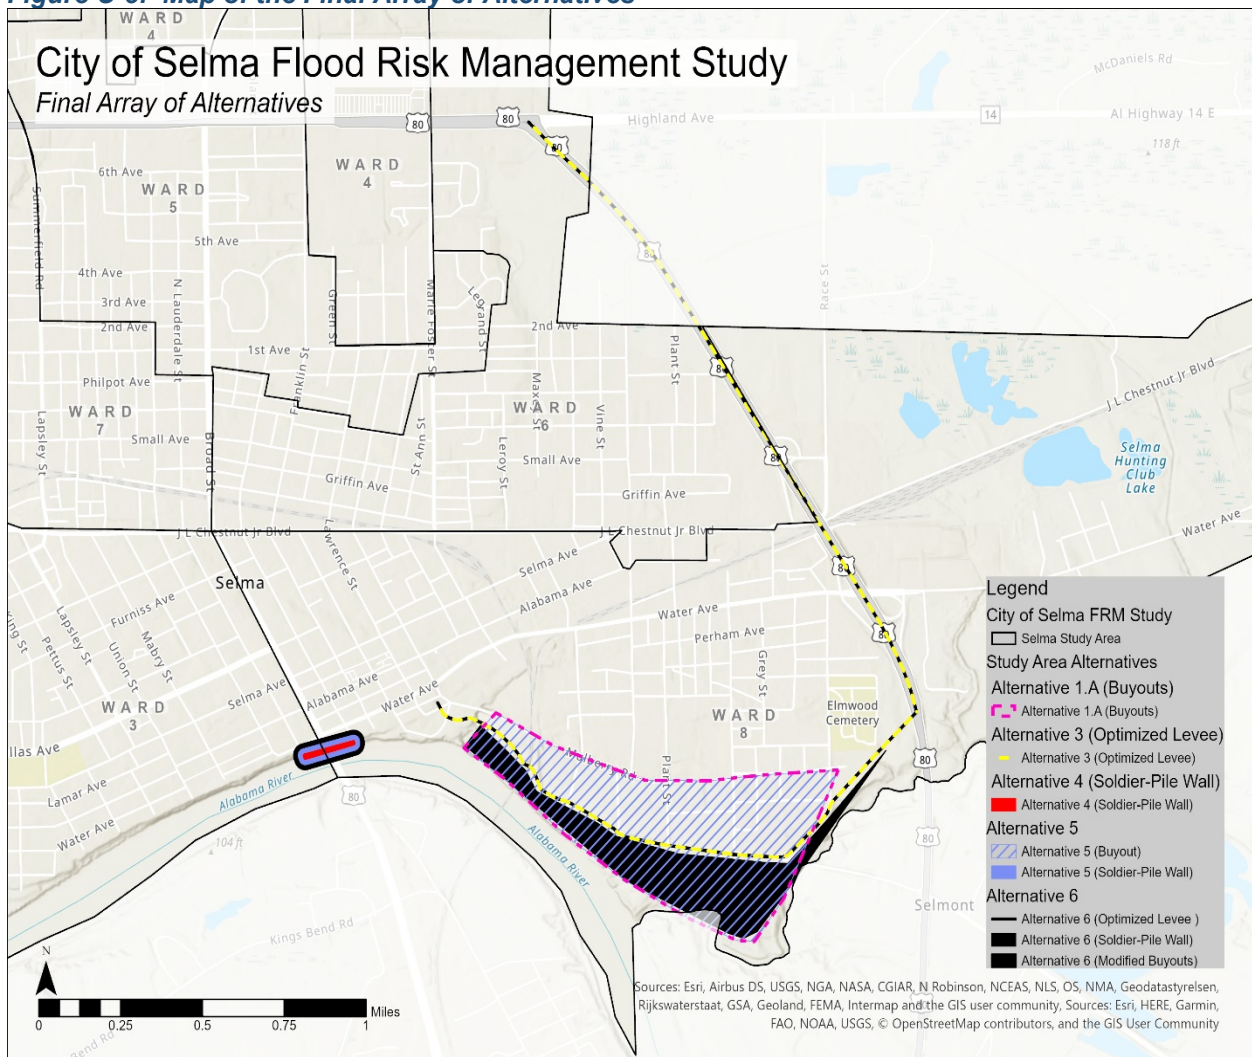 Figure C-3. Map of the Final Array of Alternatives
City of Selma Flood Risk Management Study
Final Array of Alternatives
WARD
4
McDaniels Rd
80
80
80
Highland Ave
14
Al Highway 14 E
118 ft
6th Ave
WARD
5
WARD
4
Summerfield Rd
5th Ave
80
4th Ave
3rd Ave
2nd Ave
N Lauderdale St
Green St
Marie Foster St
Legrand St
2nd Ave
Race St
1st Ave
Franklin St
Plant St
80
J L Chestnut Jr Blvd
Philpot Ave
WARD
7
Maxey St
WARD
6
Vine St
Lapsley St
Small Ave
Broad St
St Ann St
Leroy St
Small Ave
80
Selma
Hunting
Club
Lake
Griffin Ave
Griffin Ave
J L Chestnut Jr Blvd
J L Chestnut Jr Blvd
Water Ave
Lawrence St
Selma Ave
80
Selma
Alabama Ave
Furniss Ave
Lapsley St
Pettus St
Union St
Mabry St
Water Ave
Perham Ave
80
Grey St
Selma Ave
Alabama Ave
Water Ave
WARD
3
WARD
8
Elmwood
Cemetery
llas Ave
Mulberry Rd
Plant St
80
Alabama River
Lamar Ave
80
Water Ave
104 ft
Alabama River
80
Selmont
Kings Bend Rd
Legend
City of Selma FRM Study
Selma Study Area
Study Area Alternatives
Alternative 1.A (Buyouts)
Alternative 1.A (Buyouts)
Alternative 3 (Optimized Levee)
Alternative 3 (Optimized Levee)
Alternative 4 (Soldier-Pile Wall)
Alternative 4 (Soldier-Pile Wall)
Alternative 5
Alternative 5 (Buyout)
Alternative 5 (Soldier-Pile Wall)
Alternative 6
Alternative 6 (Optimized Levee )
Alternative 6 (Soldier-Pile Wall)
Alternative 6 (Modified Buyouts)
N
0 0.25 0.5 0.75 1 Miles
Bend Rd
Sources: Esri, Airbus DS, USGS, NGA, NASA, CGIAR, N Robinson, NCEAS, NLS, OS, NMA, Geodatastyrelsen,
Rijkswaterstaat, GSA, Geoland, FEMA, Intermap and the GIS user community, Sources: Esri, HERE, Garmin,
FAO, NOAA, USGS, © OpenStreetMap contributors, and the GIS User Community